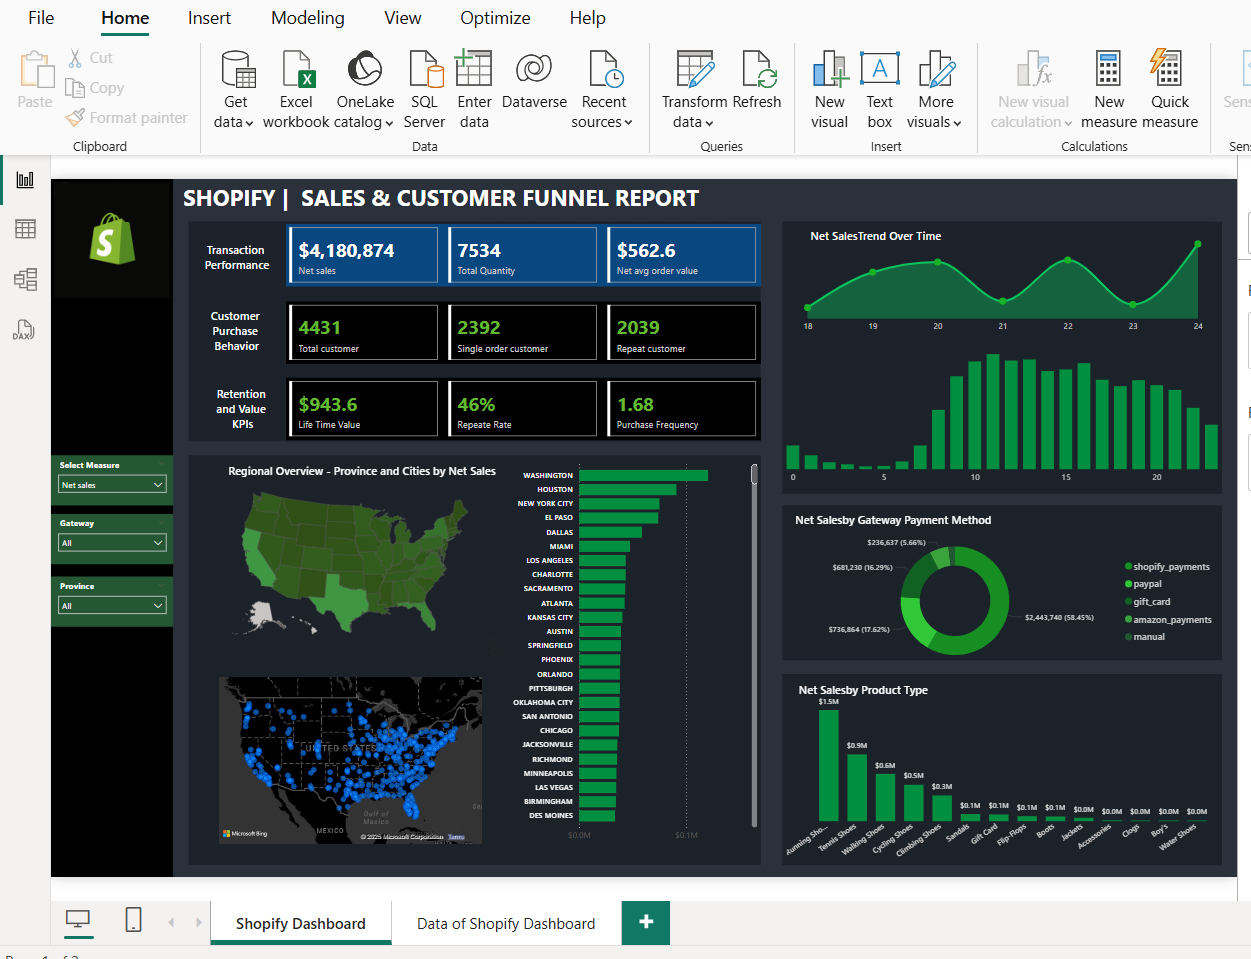 File Home Insert Modeling View Optimize Help
Paste
Cut
Copy
Format painter
Clipboard
Get data
Excel workbook
OneLake catalog
SQL Server
Enter data
Dataverse
Recent sources
Data
Transform data
Refresh
Queries
New visual
Text box
More visuals
Insert
New visual calculation
New measure
Quick measure
Calculations
DAX
SHOPIFY | SALES & CUSTOMER FUNNEL REPORT
Transaction
Performance
$4,180,874
Net sales
7534
Total Quantity
$562.6
Net avg order value
Customer
Purchase
Behavior
4431
Total customer
2392
Single order customer
2039
Repeat customer
Retention
and Value
KPIs
$943.6
Life Time Value
46%
Repeate Rate
1.68
Purchase Frequency
Select Measure
Net sales
Gateway
All
Province
All
Net SalesTrend Over Time
18 19 20 21 22 23 24
0 5 10 15 20
Regional Overview - Province and Cities by Net Sales
WASHINGTON
HOUSTON
NEW YORK CITY
EL PASO
DALLAS
MIAMI
LOS ANGELES
CHARLOTTE
SACRAMENTO
ATLANTA
KANSAS CITY
AUSTIN
SPRINGFIELD
PHOENIX
ORLANDO
PITTSBURGH
OKLAHOMA CITY
SAN ANTONIO
CHICAGO
JACKSONVILLE
RICHMOND
MINNEAPOLIS
LAS VEGAS
BIRMINGHAM
DES MOINES
$0.0M $0.1M
UNITED STATES
Gulf of
Mexico
MEXICO
Microsoft Bing
© 2025 Microsoft Corporation Terms
Net Salesby Gateway Payment Method
$236,637 (5.66%)
$681,230 (16.29%)
$736,864 (17.62%)
$2,443,740 (58.45%)
shopify_payments
paypal
gift_card
amazon_payments
manual
Net Salesby Product Type
$1.5M
$0.9M
$0.6M
$0.5M
$0.3M
$0.1M $0.1M $0.1M $0.1M $0.0M $0.0M $0.0M $0.0M $0.0M
Tennis Shoes
Walking Shoes
Cycling Shoes
Climbing Shoes
Sandals
Gift Card
Flip-Flops
Boots
Jackets
Accessories
Clogs
Boy's
Water Shoes
Shopify Dashboard
Data of Shopify Dashboard
+